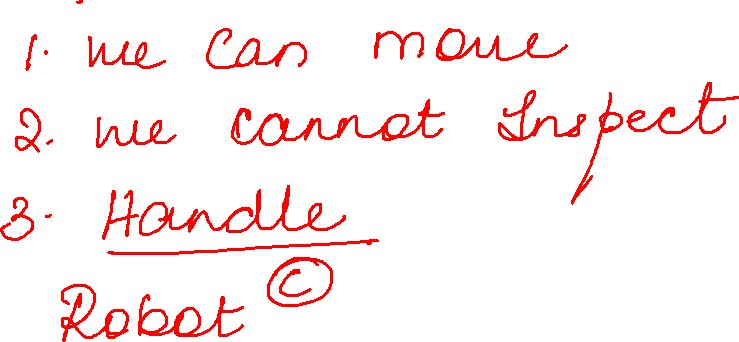 1. we can move
2. we cannot Inspect
3. Handle
Robot ©